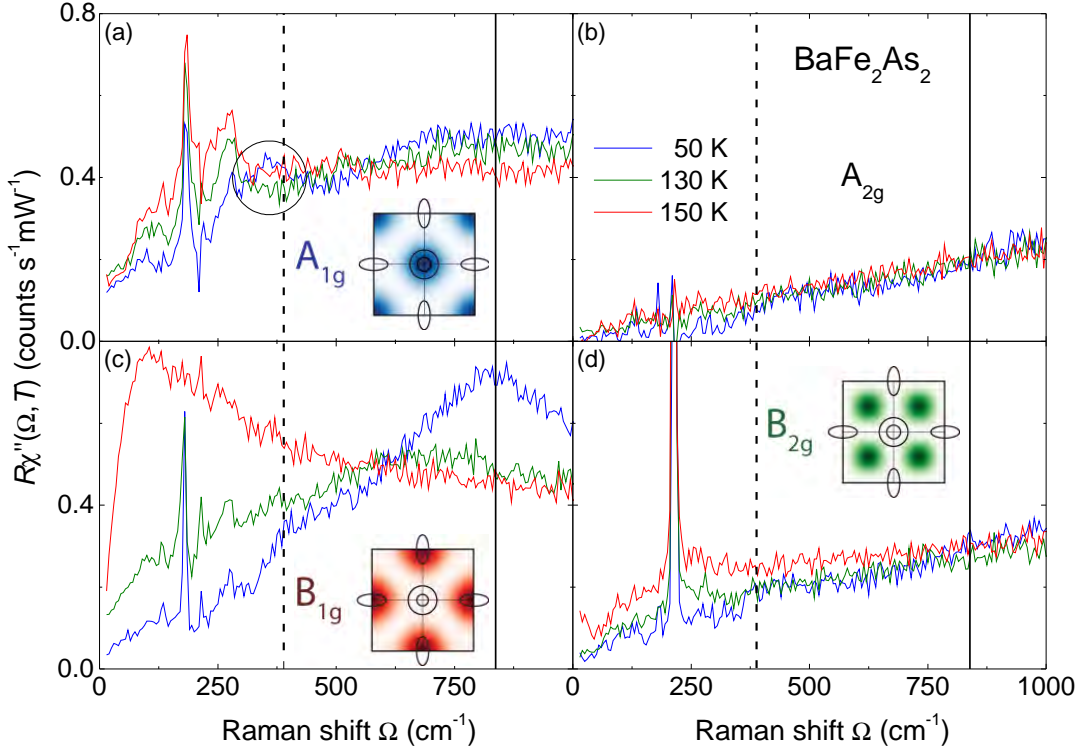 (a)
(b)
BaFe₂As₂
0.8
50 K
130 K
150 K
A₂g
0.4
A₁g
0.0
(c)
(d)
B₂g
Rχ''(Ω, T) (counts s⁻¹mW⁻¹)
0.4
B₁g
0.0
0 250 500 750 0 250 500 750 1000
Raman shift Ω (cm⁻¹)
Raman shift Ω (cm⁻¹)